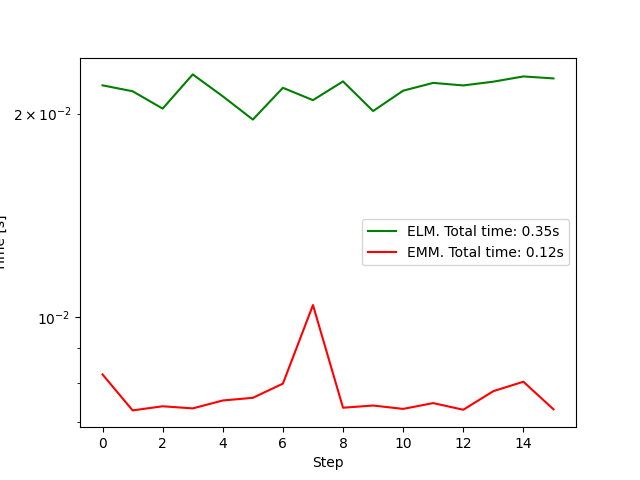 2 × 10⁻²
10⁻²
Time [s]
ELM. Total time: 0.35s
EMM. Total time: 0.12s
0 2 4 6 8 10 12 14
Step